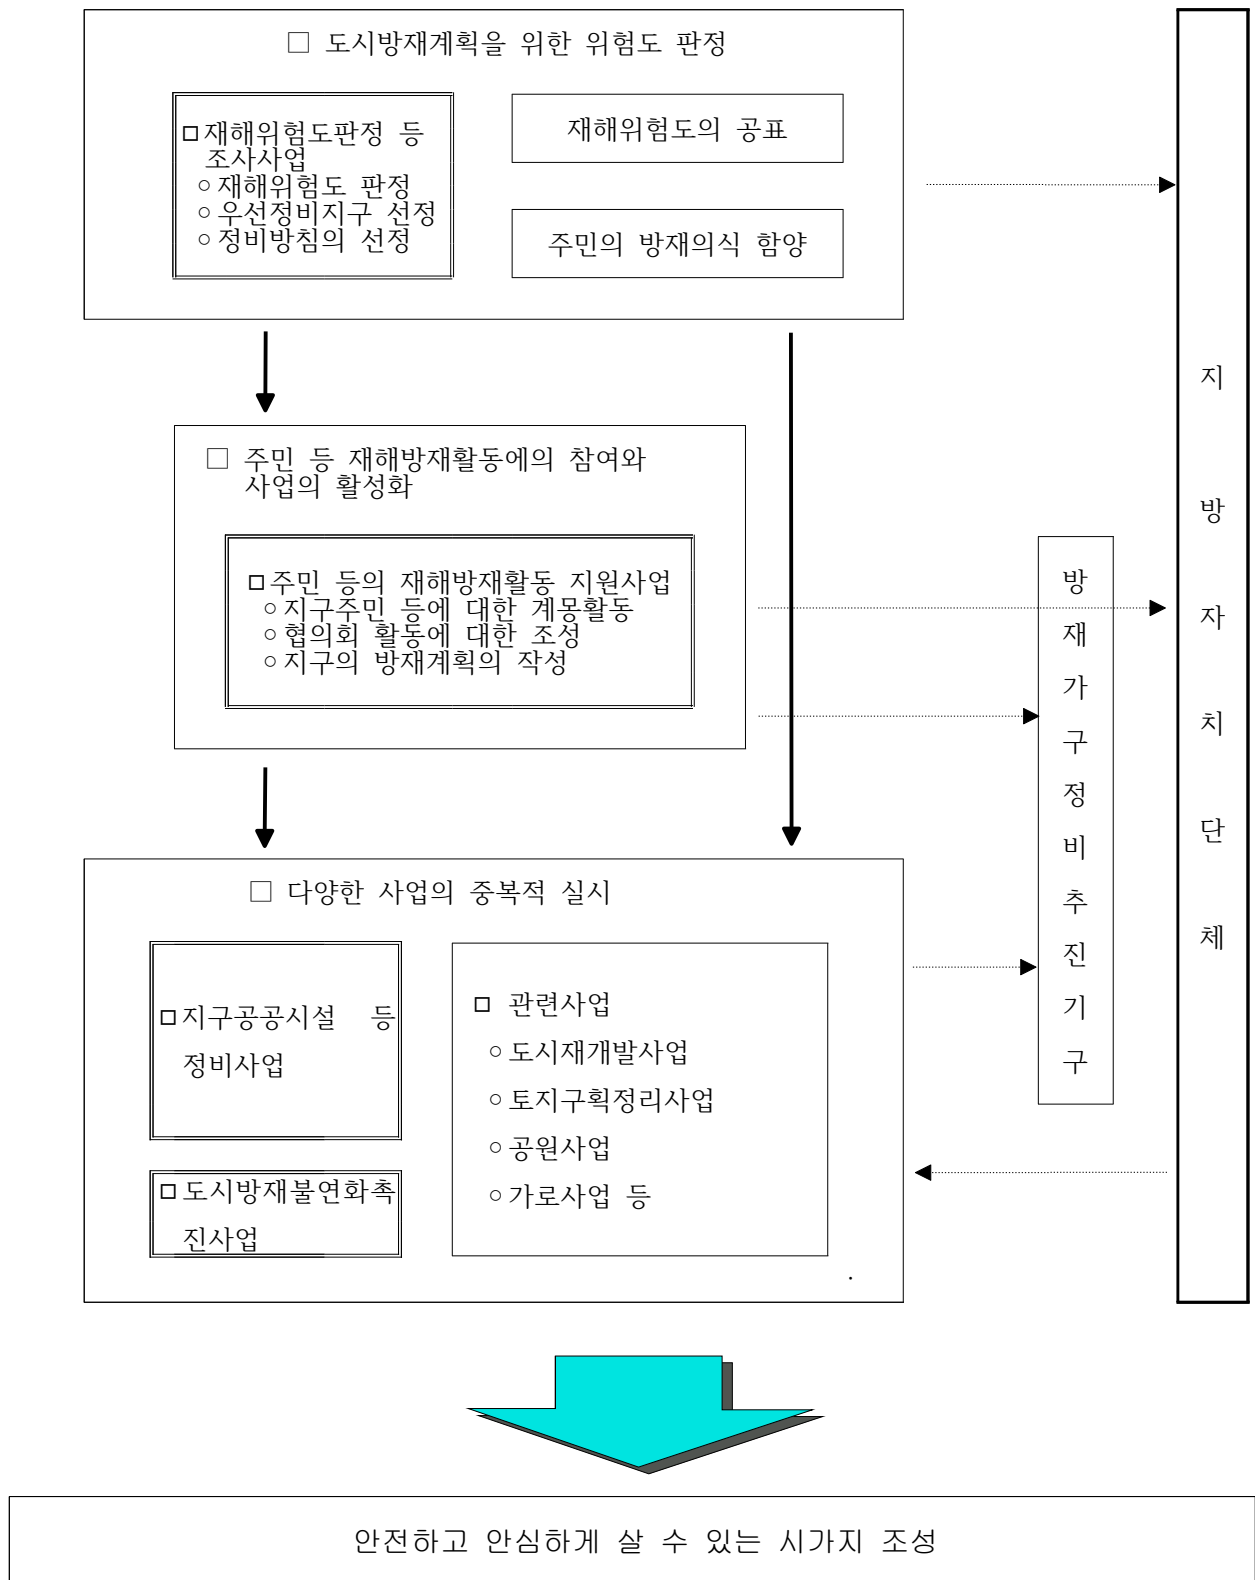 □ 도시방재계획을 위한 위험도 판정
□재해위험도판정 등
조사사업
○재해위험도 판정
○우선정비지구 선정
○정비방침의 선정
재해위험도의 공표
주민의 방재의식 함양
□ 주민 등 재해방재활동에의 참여와
사업의 활성화
□주민 등의 재해방재활동 지원사업
○지구주민 등에 대한 계몽활동
○협의회 활동에 대한 조성
○지구의 방재계획의 작성
□ 다양한 사업의 중복적 실시
□지구공공시설 등
정비사업
□도시방재불연화촉
진사업
□ 관련사업
○도시재개발사업
○토지구획정리사업
○공원사업
○가로사업 등
.
방재가구정비추진기구
지방자치단체
안전하고 안심하게 살 수 있는 시가지 조성